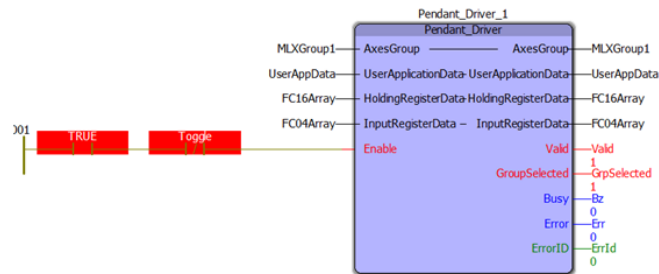 Pendant_Driver_1
Pendant_Driver
MLXGroup1 AxesGroup AxesGroup MLXGroup1
UserAppData UserApplicationData UserApplicationData UserAppData
FC16Array HoldingRegisterData HoldingRegisterData FC16Array
FC04Array InputRegisterData InputRegisterData FC04Array
001 TRUE Toggle
Enable Valid Valid
1
GroupSelected GrpSelected
1
Busy Bz
0
Error Err
0
ErrorID ErrId
0